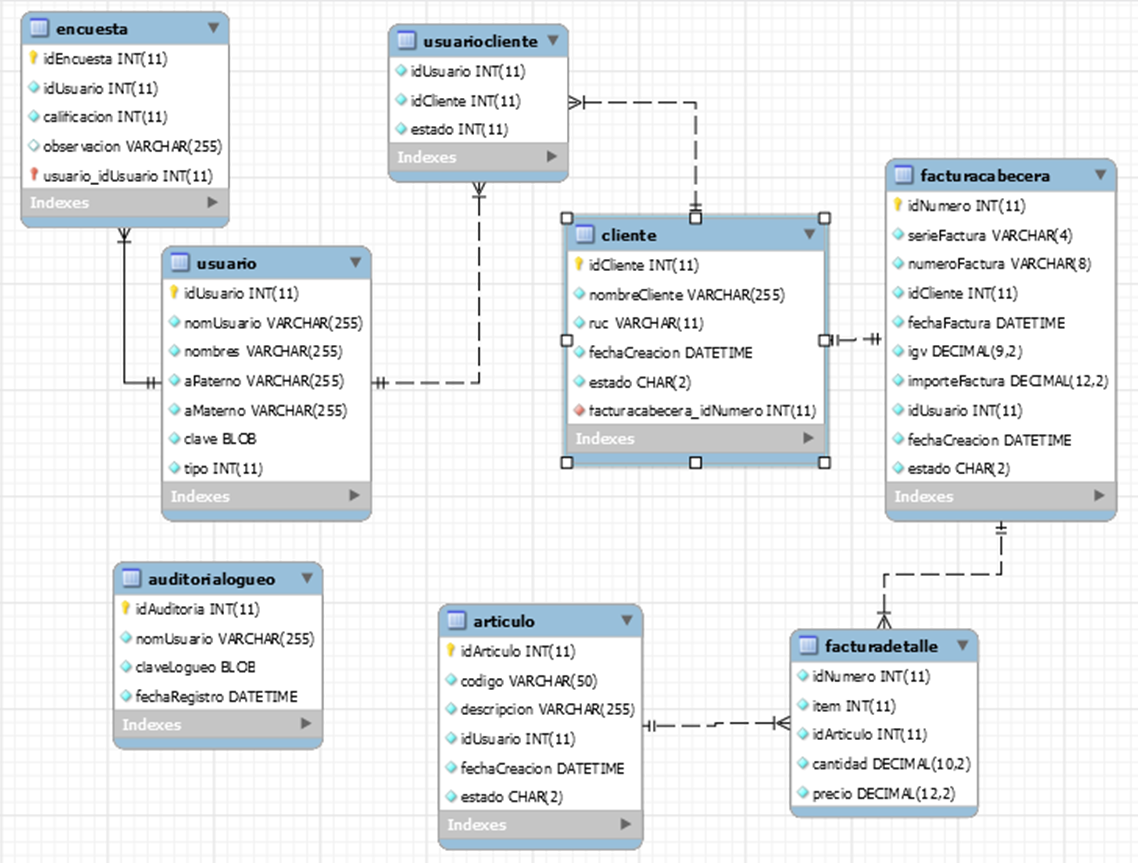 encuesta
idEncuesta INT(11)
idUsuario INT(11)
calificacion INT(11)
observacion VARCHAR(255)
usuario_idUsuario INT(11)
Indexes
usuariocliente
idUsuario INT(11)
idCliente INT(11)
estado INT(11)
Indexes
usuario
idUsuario INT(11)
nomUsuario VARCHAR(255)
nombres VARCHAR(255)
aPaterno VARCHAR(255)
aMaterno VARCHAR(255)
clave BLOB
tipo INT(11)
Indexes
cliente
idCliente INT(11)
nombreCliente VARCHAR(255)
ruc VARCHAR(11)
fechaCreacion DATETIME
estado CHAR(2)
facturacabecera_idNumero INT(11)
Indexes
facturacabecera
idNumero INT(11)
serieFactura VARCHAR(4)
numeroFactura VARCHAR(8)
idCliente INT(11)
fechaFactura DATETIME
igv DECIMAL(9,2)
importeFactura DECIMAL(12,2)
idUsuario INT(11)
fechaCreacion DATETIME
estado CHAR(2)
Indexes
auditorialogueo
idAuditoria INT(11)
nomUsuario VARCHAR(255)
claveLogueo BLOB
fechaRegistro DATETIME
Indexes
articulo
idArticulo INT(11)
codigo VARCHAR(50)
descripcion VARCHAR(255)
idUsuario INT(11)
fechaCreacion DATETIME
estado CHAR(2)
Indexes
facturadetalle
idNumero INT(11)
item INT(11)
idArticulo INT(11)
cantidad DECIMAL(10,2)
precio DECIMAL(12,2)